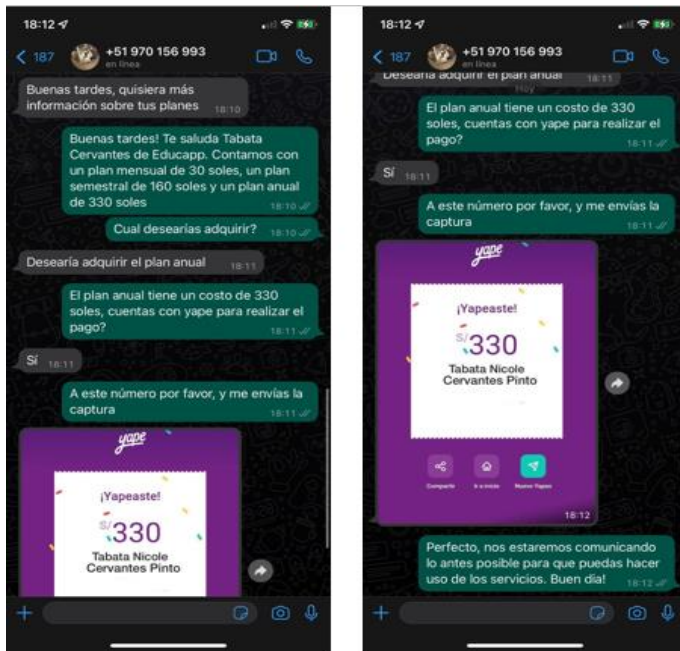 18:12
187
+51 970 156 993
en línea
Buenas tardes, quisiera más
información sobre tus planes 18:10
Buenas tardes! Te saluda Tabata
Cervantes de Educapp. Contamos con
un plan mensual de 30 soles, un plan
semestral de 160 soles y un plan anual
de 330 soles 18:10
Cual desearías adquirir? 18:10
Desearía adquirir el plan anual 18:11
El plan anual tiene un costo de 330
soles, cuentas con yape para realizar el
pago? 18:11
Sí 18:11
A este número por favor, y me envías la
captura 18:11
yape
¡Yapeaste!
S/330
Tabata Nicole
Cervantes Pinto
18:12
187
+51 970 156 993
en línea
Desearía adquirir el plan anual 18:11
Hoy
El plan anual tiene un costo de 330
soles, cuentas con yape para realizar el
pago? 18:11
Sí 18:11
A este número por favor, y me envías la
captura 18:11
yape
¡Yapeaste!
S/330
Tabata Nicole
Cervantes Pinto
Compartir Ir a inicio Nuevo Yapeo
18:12
Perfecto, nos estaremos comunicando
lo antes posible para que puedas hacer
uso de los servicios. Buen dia! 18:12